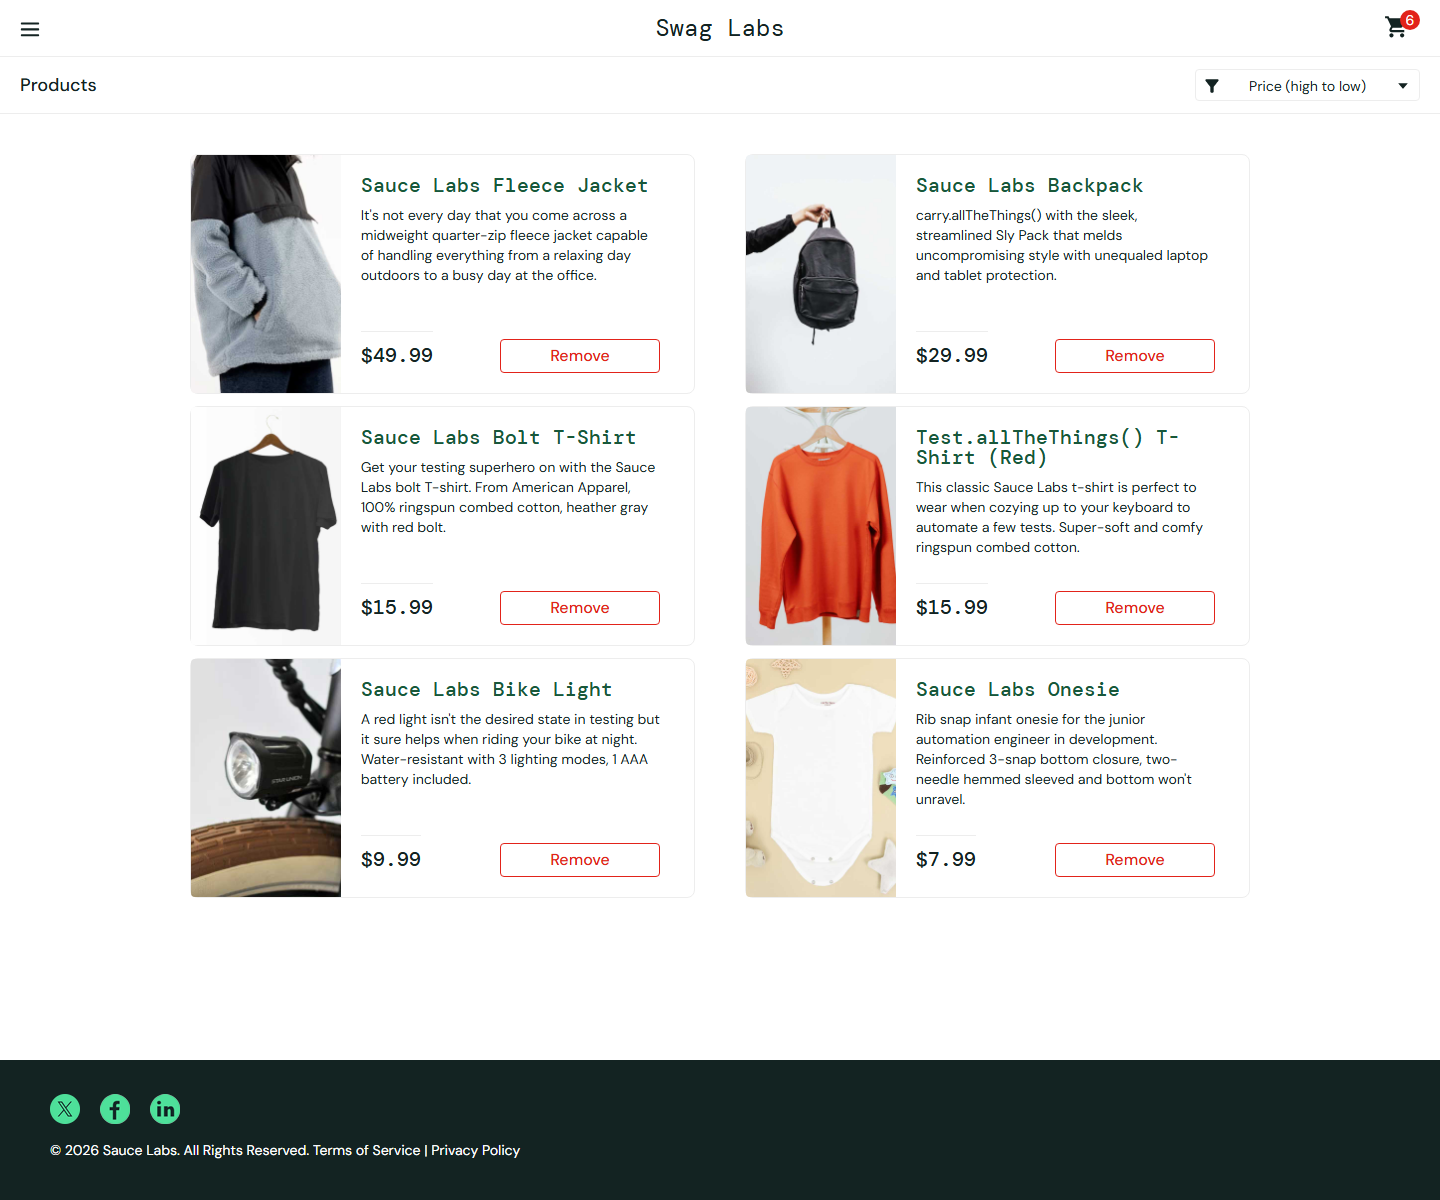 Swag Labs
6
Products
Price (high to low)
Sauce Labs Fleece Jacket
It's not every day that you come across a
midweight quarter-zip fleece jacket capable
of handling everything from a relaxing day
outdoors to a busy day at the office.
$49.99
Remove
Sauce Labs Backpack
carry.allTheThings() with the sleek,
streamlined Sly Pack that melds
uncompromising style with unequaled laptop
and tablet protection.
$29.99
Remove
Sauce Labs Bolt T-Shirt
Get your testing superhero on with the Sauce
Labs bolt T-shirt. From American Apparel,
100% ringspun combed cotton, heather gray
with red bolt.
$15.99
Remove
Test.allTheThings() T-
Shirt (Red)
This classic Sauce Labs t-shirt is perfect to
wear when cozying up to your keyboard to
automate a few tests. Super-soft and comfy
ringspun combed cotton.
$15.99
Remove
Sauce Labs Bike Light
A red light isn't the desired state in testing but
it sure helps when riding your bike at night.
Water-resistant with 3 lighting modes, 1 AAA
battery included.
$9.99
Remove
Sauce Labs Onesie
Rib snap infant onesie for the junior
automation engineer in development.
Reinforced 3-snap bottom closure, two-
needle hemmed sleeved and bottom won't
unravel.
$7.99
Remove
© 2026 Sauce Labs. All Rights Reserved. Terms of Service | Privacy Policy